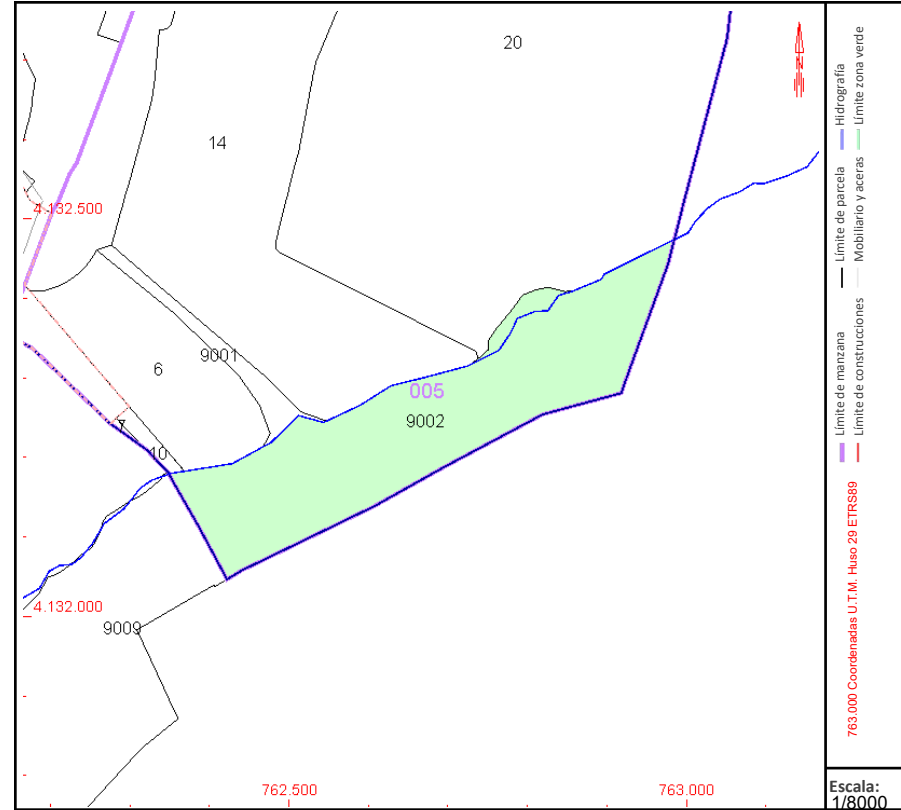 20
14
4.132.500
9001
6
005
9002
7
10
4.132.000
9009
762.500
763.000
N
Hidrografía
Límite zona verde
Límite de parcela
Mobiliario y aceras
Límite de manzana
Límite de construcciones
763.000 Coordenadas U.T.M. Huso 29 ETRS89
Escala:
1/8000